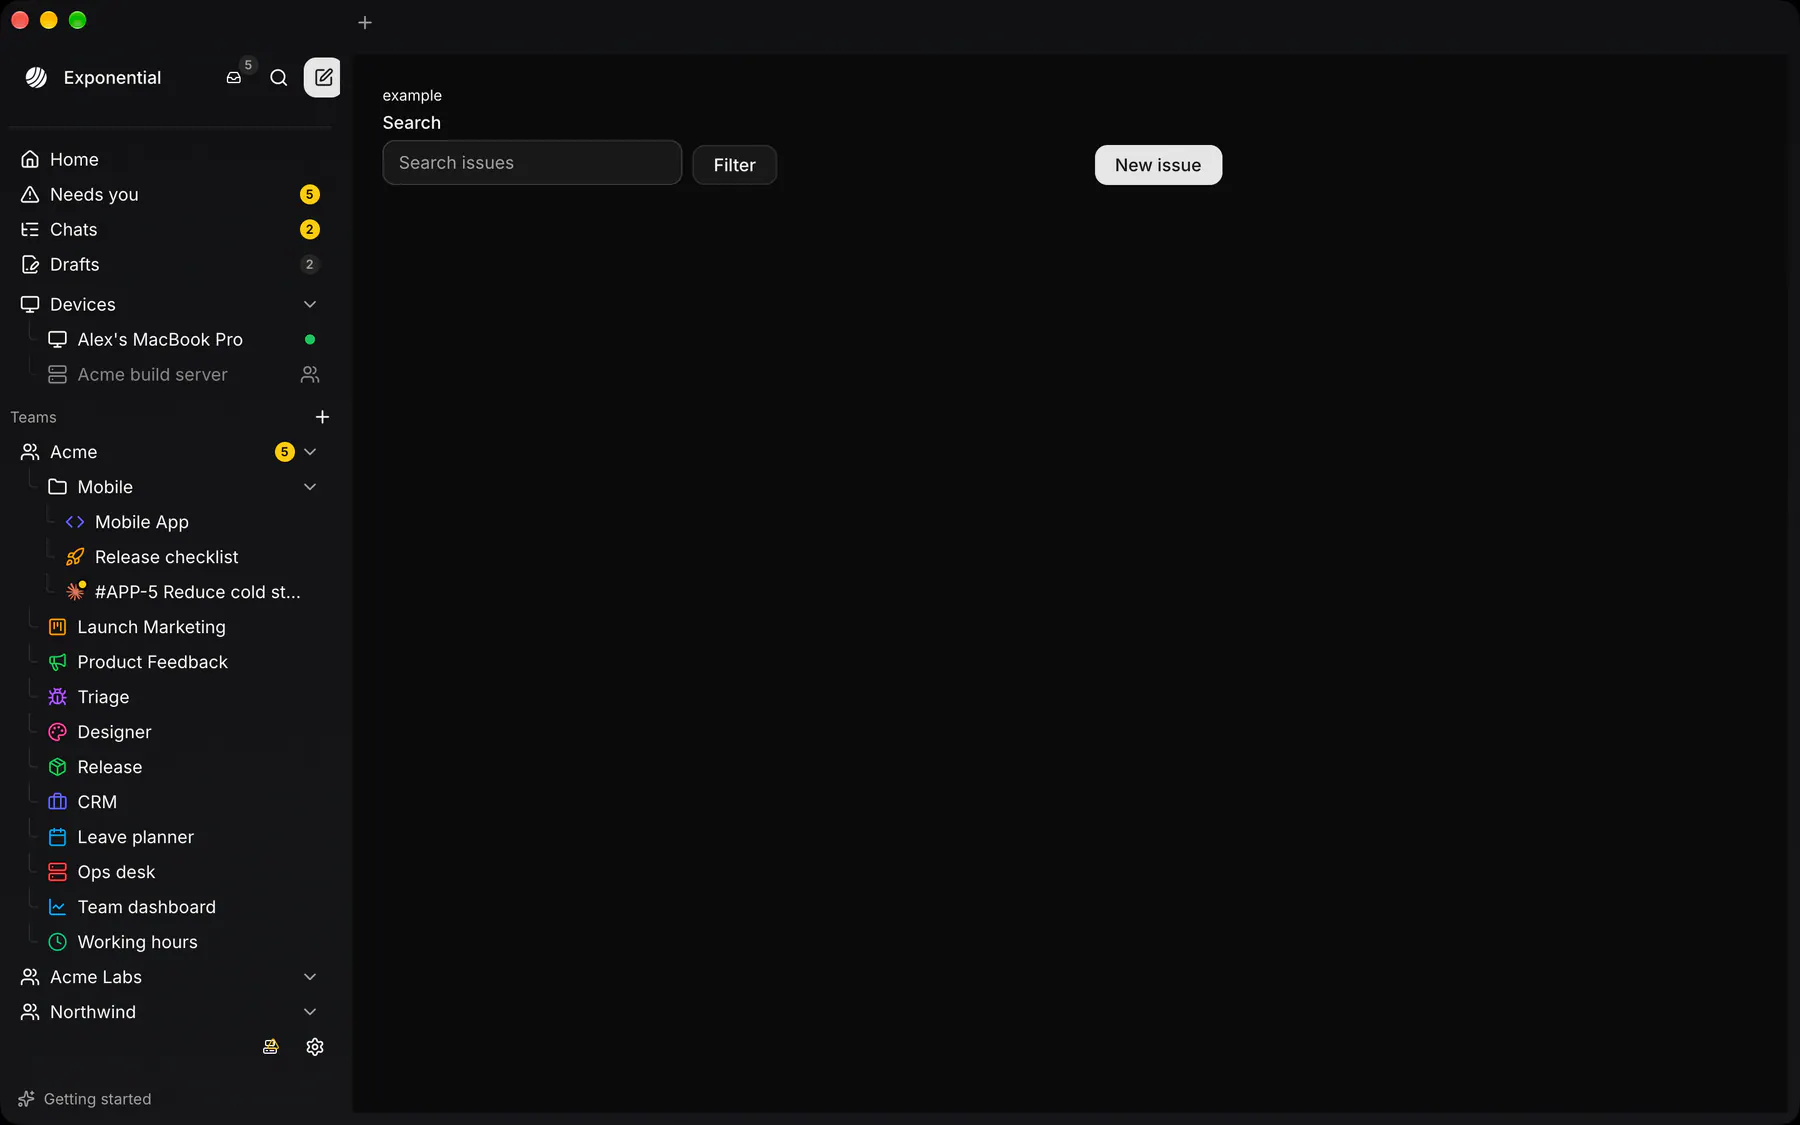 Exponential
5
Home
Needs you
5
Chats
2
Drafts
2
Devices
Alex's MacBook Pro
Acme build server
Teams
Acme
5
Mobile
Mobile App
Release checklist
#APP-5 Reduce cold st...
Launch Marketing
Product Feedback
Triage
Designer
Release
CRM
Leave planner
Ops desk
Team dashboard
Working hours
Acme Labs
Northwind
Getting started
example
Search
Search issues
Filter
New issue